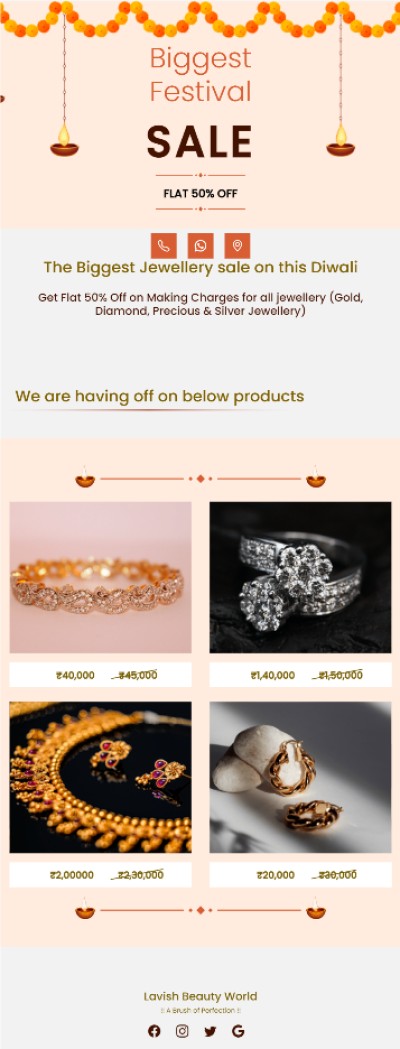 Biggest
Festival
SALE
FLAT 50% OFF
The Biggest Jewellery sale on this Diwali
Get Flat 50% Off on Making Charges for all jewellery (Gold,
Diamond, Precious & Silver Jewellery)
We are having off on below products
₹40,000 ₹45,000
₹1,40,000 ₹1,50,000
₹2,00000 ₹2,30,000
₹20,000 ₹30,000
Lavish Beauty World
:: A Brush of Perfection ::